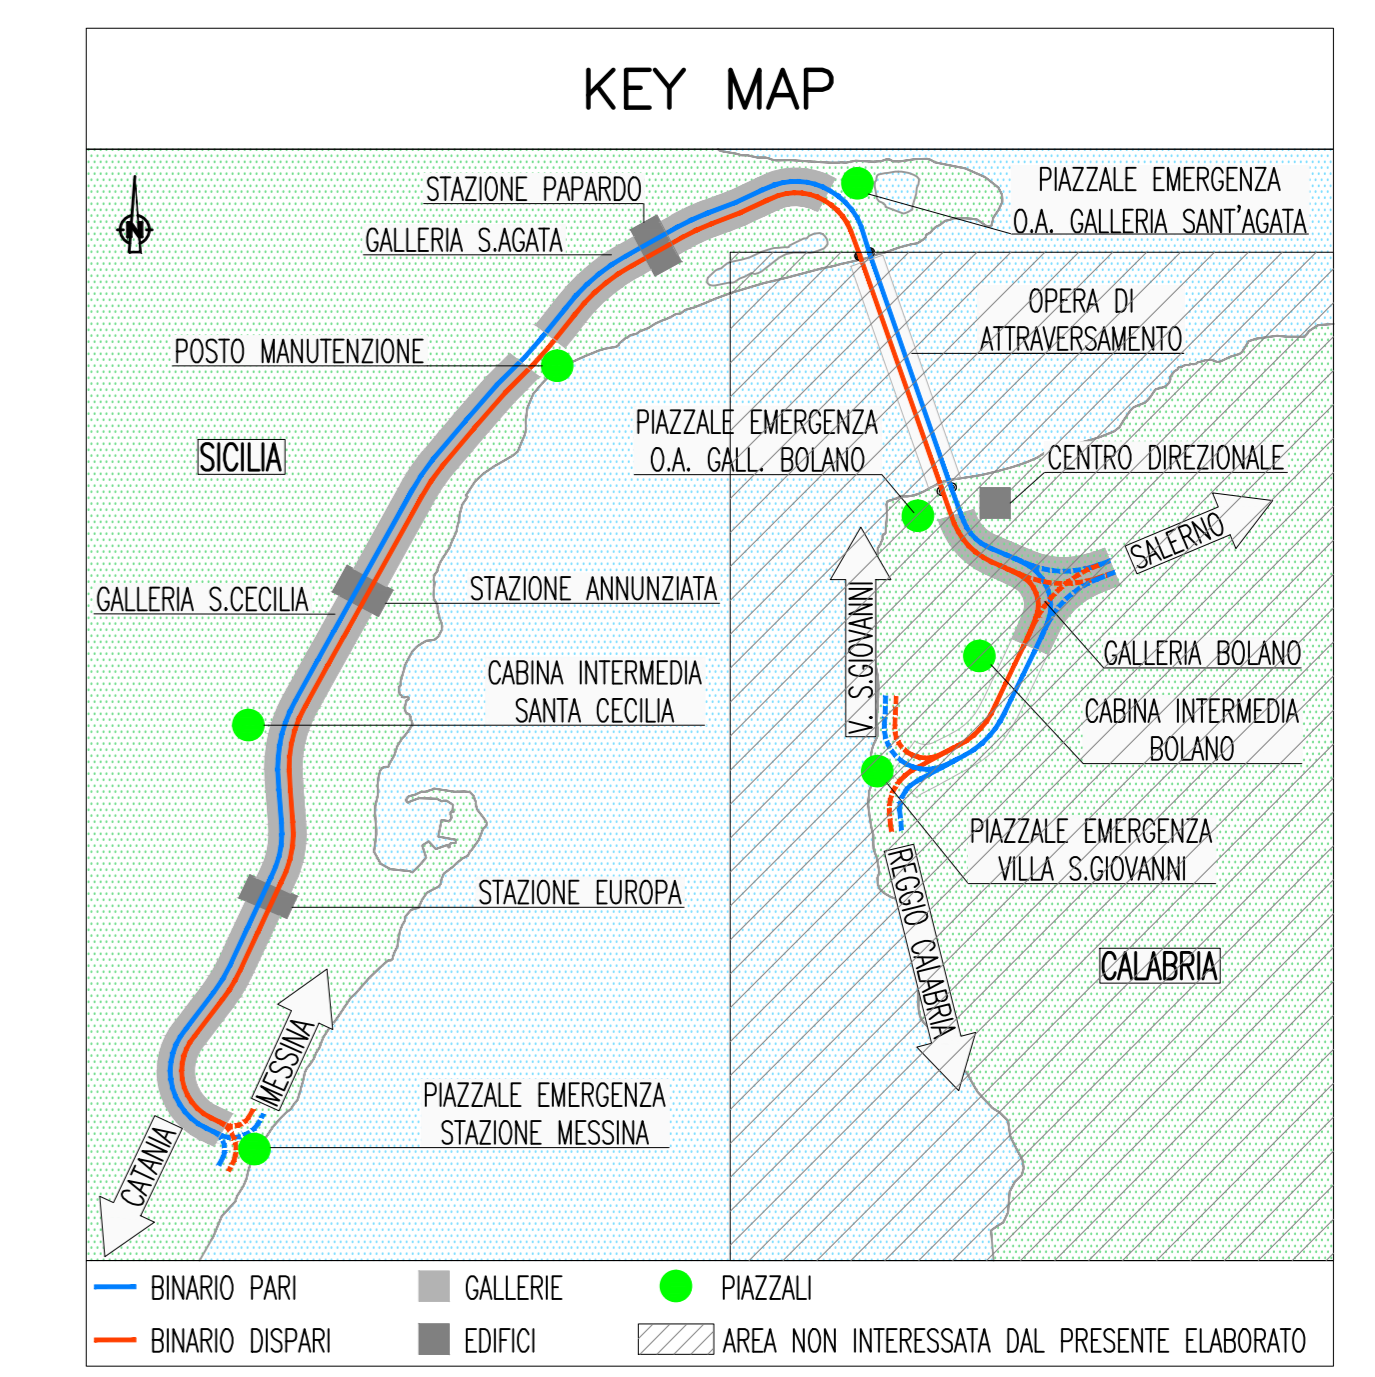 KEY MAP
STAZIONE PAPARDO
GALLERIA S.AGATA
PIAZZALE EMERGENZA
O.A. GALLERIA SANT'AGATA
N
OPERA DI
ATTRAVERSAMENTO
POSTO MANUTENZIONE
PIAZZALE EMERGENZA
O.A. GALL. BOLANO
SICILIA
CENTRO DIREZIONALE
SALERNO
STAZIONE ANNUNZIATA
GALLERIA S.CECILIA
V. S.GIOVANNI
GALLERIA BOLANO
CABINA INTERMEDIA
SANTA CECILIA
CABINA INTERMEDIA
BOLANO
PIAZZALE EMERGENZA
VILLA S.GIOVANNI
STAZIONE EUROPA
REGGIO CALABRIA
CALABRIA
MESSINA
PIAZZALE EMERGENZA
STAZIONE MESSINA
CATANIA
BINARIO PARI
GALLERIE
PIAZZALI
BINARIO DISPARI
EDIFICI
AREA NON INTERESSATA DAL PRESENTE ELABORATO